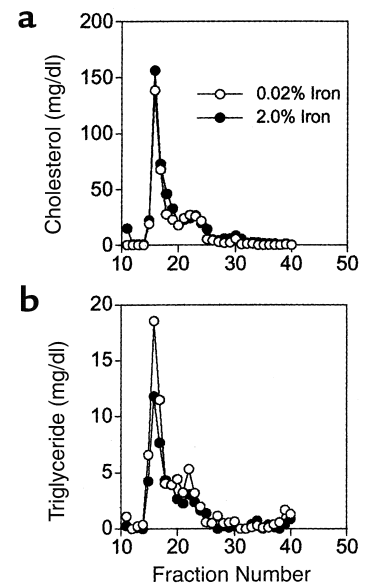 a
200
150
100
50
0
Cholesterol (mg/dl)
0.02% Iron
2.0% Iron
10 20 30 40 50
b
20
15
10
5
0
Triglyceride (mg/dl)
10 20 30 40 50
Fraction Number